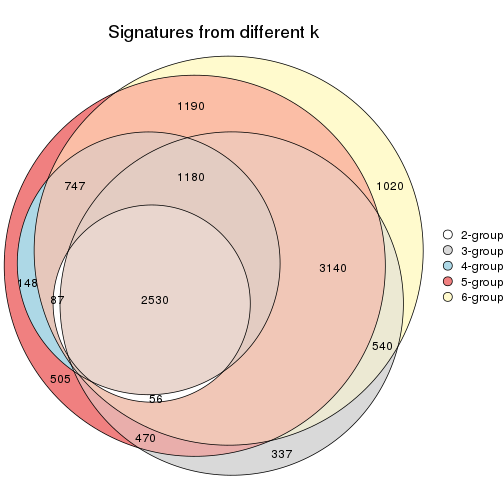 Signatures from different k
1190
747
1180
1020
2-group
3-group
4-group
5-group
6-group
3140
148
87
2530
540
505
56
470
337